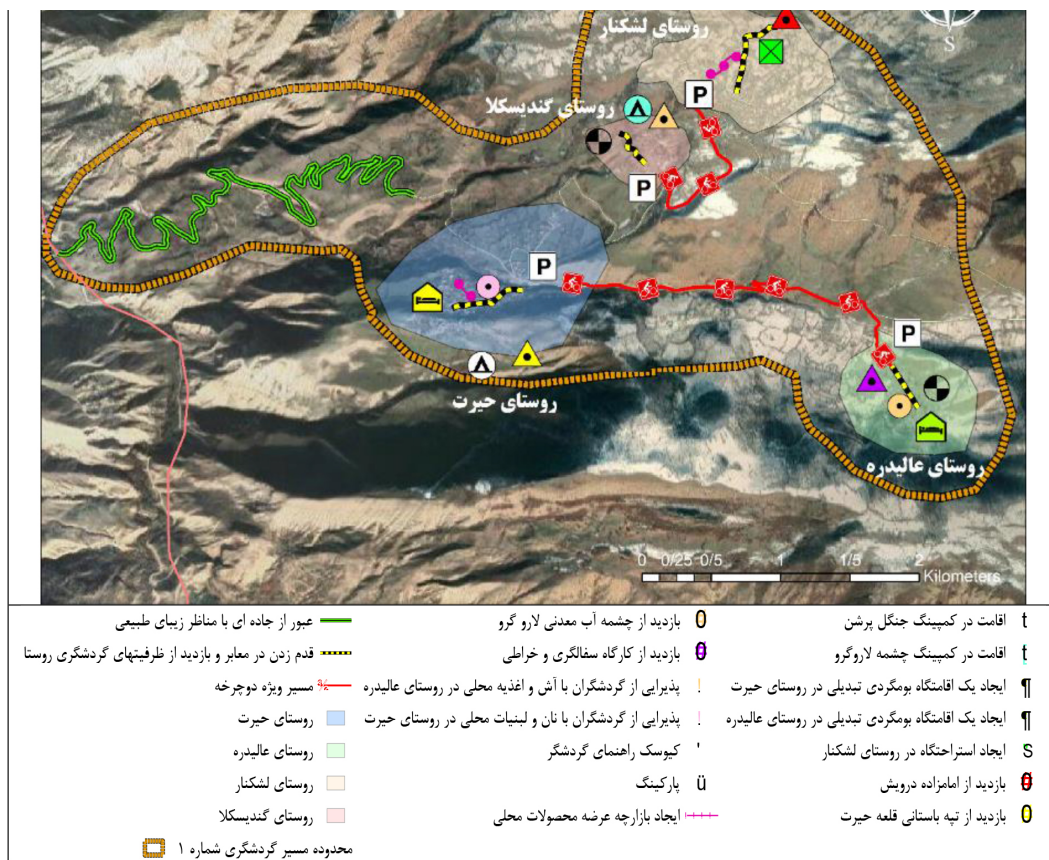 S
روستای لشکنار
P
روستای گندیسکلا
P
P
P
روستای حیرت
روستای عالیدره
0 0/25 0/5 1 1/5 2
Kilometers
t اقامت در کمپینگ جنگل پرشن
t اقامت در کمپینگ چشمه لاروگرو
¶ ایجاد یک اقامتگاه بومگردی تبدیلی در روستای حیرت
¶ ایجاد یک اقامتگاه بومگردی تبدیلی در روستای عالیدره
S ایجاد استراحتگاه در روستای لشکنار
0 بازدید از امامزاده درویش
0 بازدید از تپه باستانی قلعه حیرت
0 بازدید از چشمه آب معدنی لارو گرو
0 بازدید از کارگاه سفالگری و خراطی
! پذیرایی از گردشگران با آش و اغذیه محلی در روستای عالیدره
! پذیرایی از گردشگران با نان و لبنیات محلی در روستای حیرت
' کیوسک راهنمای گردشگر
ü پارکینگ
ایجاد بازارچه عرضه محصولات محلی
عبور از جاده ای با مناظر زیبای طبیعی
قدم زدن در معابر و بازدید از ظرفیتهای گردشگری روستا
¾ مسیر ویژه دوچرخه
روستای حیرت
روستای عالیدره
روستای لشکنار
روستای گندیسکلا
محدوده مسیر گردشگری شماره ۱